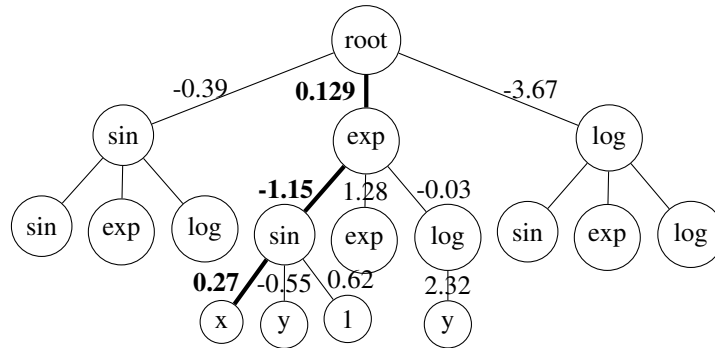 root
-0.39 0.129 -3.67
sin exp log
-1.15 1.28 -0.03
sin exp log sin exp log sin exp log
0.27 -0.55 0.62 2.32
x y 1 y